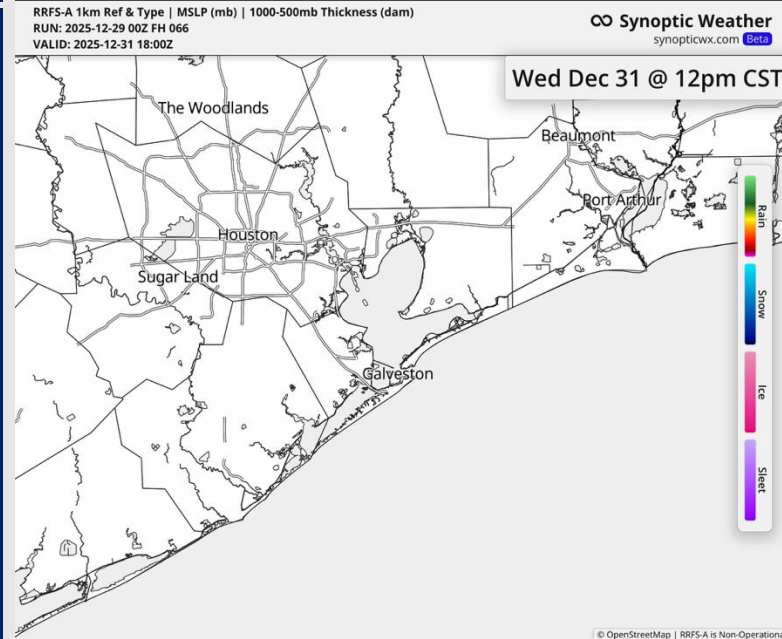 RRFS-A 1km Ref & Type | MSLP (mb) | 1000-500mb Thickness (dam)
RUN: 2025-12-29 00Z FH 066
VALID: 2025-12-31 18:00Z
Synoptic Weather
synopticwx.com Beta
Wed Dec 31 @ 12pm CST
The Woodlands
Beaumont
Port Arthur
Houston
Sugar Land
Galveston
Rain
Snow
Ice
Sleet
© OpenStreetMap | RRFS-A is Non-Operationa